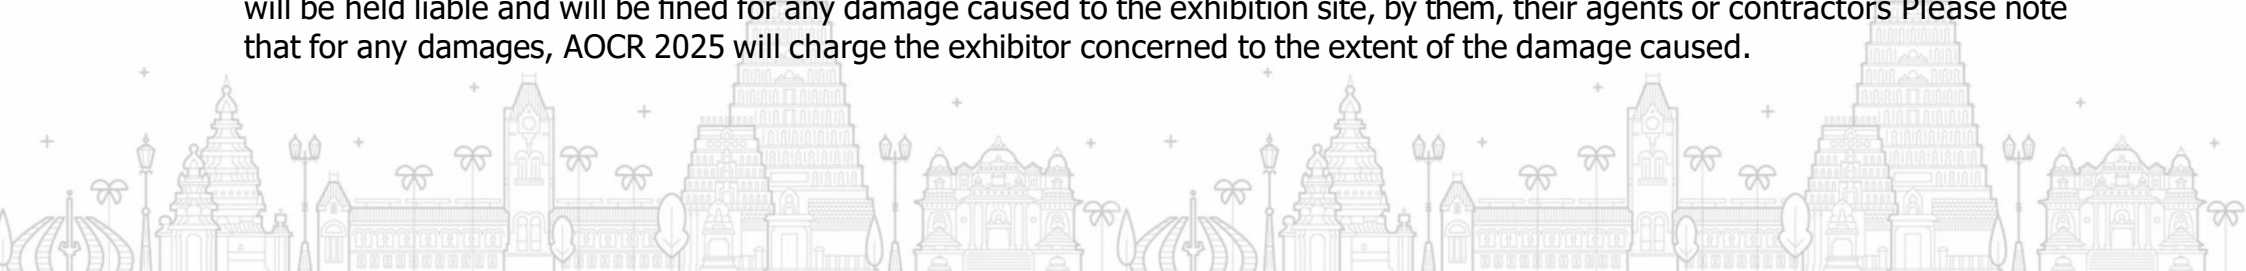 will be held liable and will be fined for any damage caused to the exhibition site, by them, their agents or contractors Please note
that for any damages, AOCR 2025 will charge the exhibitor concerned to the extent of the damage caused.